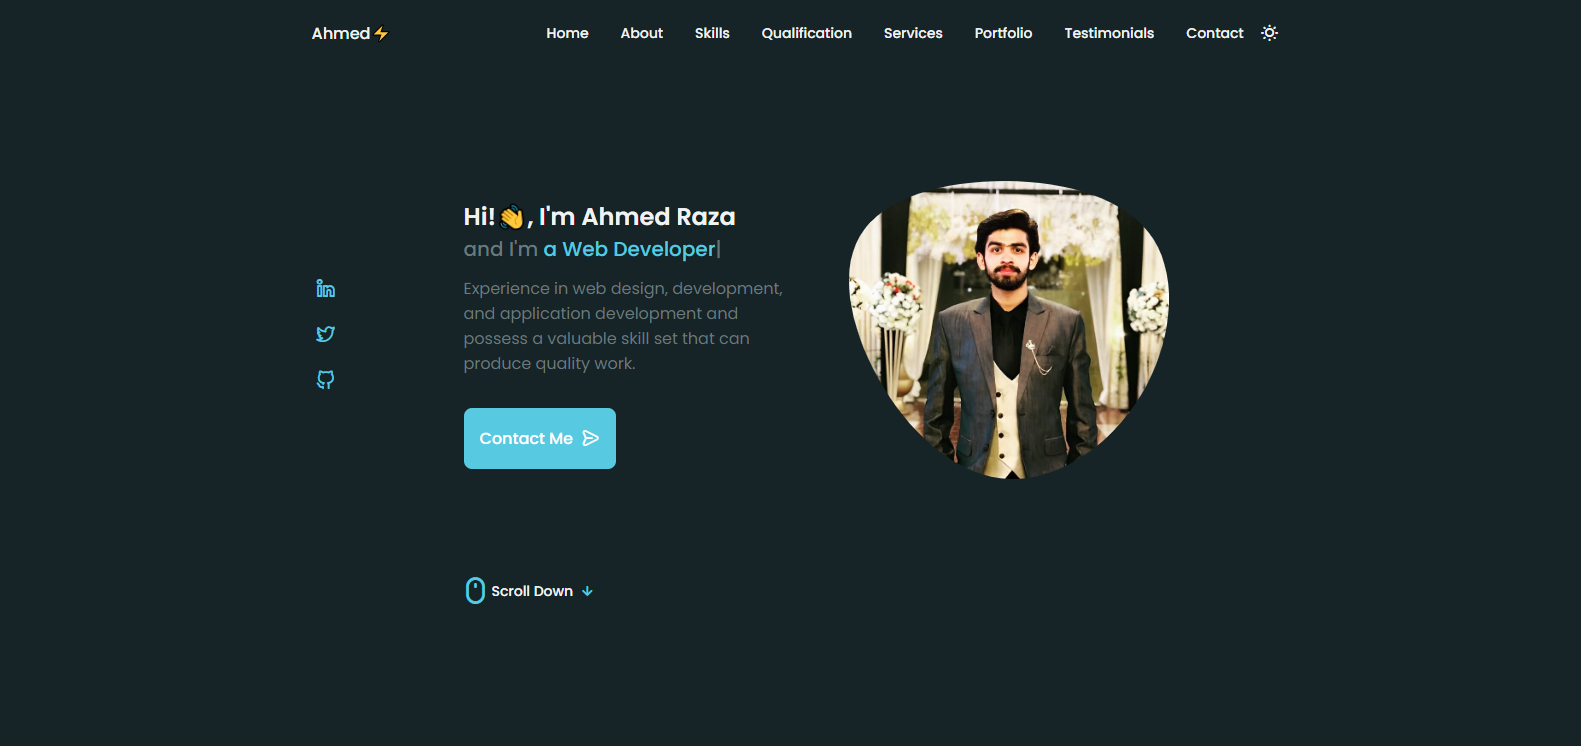 Ahmed⚡
Home About Skills Qualification Services Portfolio Testimonials Contact
Hi!👋, I'm Ahmed Raza
and I'm a Web Developer|
Experience in web design, development,
and application development and
possess a valuable skill set that can
produce quality work.
Contact Me
Scroll Down ↓